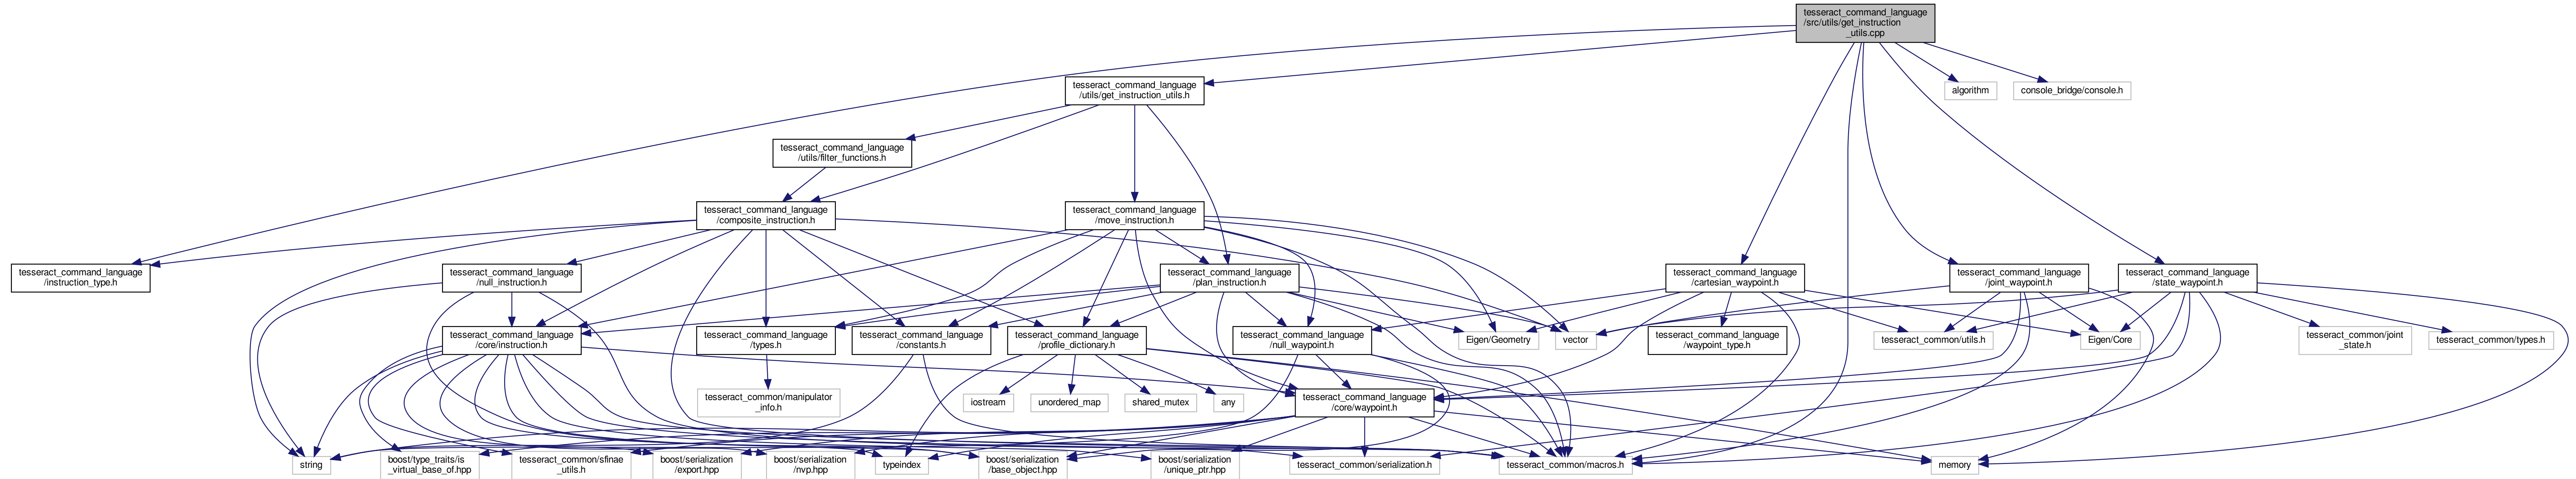 tesseract_command_language
/src/utils/get_instruction
_utils.cpp
tesseract_command_language
/utils/get_instruction_utils.h
algorithm
console_bridge/console.h
tesseract_command_language
/utils/filter_functions.h
tesseract_command_language
/composite_instruction.h
tesseract_command_language
/move_instruction.h
tesseract_command_language
/instruction_type.h
tesseract_command_language
/null_instruction.h
tesseract_command_language
/plan_instruction.h
tesseract_command_language
/cartesian_waypoint.h
tesseract_command_language
/joint_waypoint.h
tesseract_command_language
/state_waypoint.h
tesseract_command_language
/core/instruction.h
tesseract_command_language
/types.h
tesseract_command_language
/constants.h
tesseract_command_language
/profile_dictionary.h
tesseract_command_language
/null_waypoint.h
Eigen/Geometry
vector
tesseract_command_language
/waypoint_type.h
tesseract_common/utils.h
Eigen/Core
tesseract_common/joint
_state.h
tesseract_common/types.h
tesseract_common/manipulator
_info.h
iostream
unordered_map
shared_mutex
any
tesseract_command_language
/core/waypoint.h
string
boost/type_traits/is
_virtual_base_of.hpp
tesseract_common/sfinae
_utils.h
boost/serialization
/export.hpp
boost/serialization
/nvp.hpp
typeindex
boost/serialization
/base_object.hpp
boost/serialization
/unique_ptr.hpp
tesseract_common/serialization.h
tesseract_common/macros.h
memory